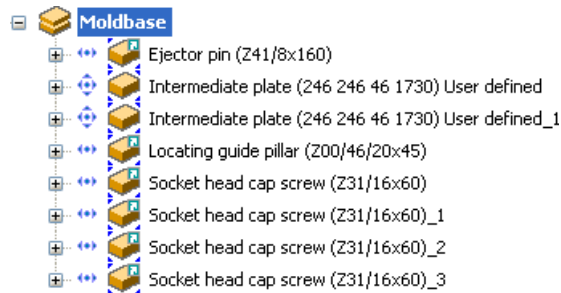 Moldbase
Ejector pin (Z41/8x160)
Intermediate plate (246 246 46 1730) User defined
Intermediate plate (246 246 46 1730) User defined_1
Locating guide pillar (Z00/46/20x45)
Socket head cap screw (Z31/16x60)
Socket head cap screw (Z31/16x60)_1
Socket head cap screw (Z31/16x60)_2
Socket head cap screw (Z31/16x60)_3